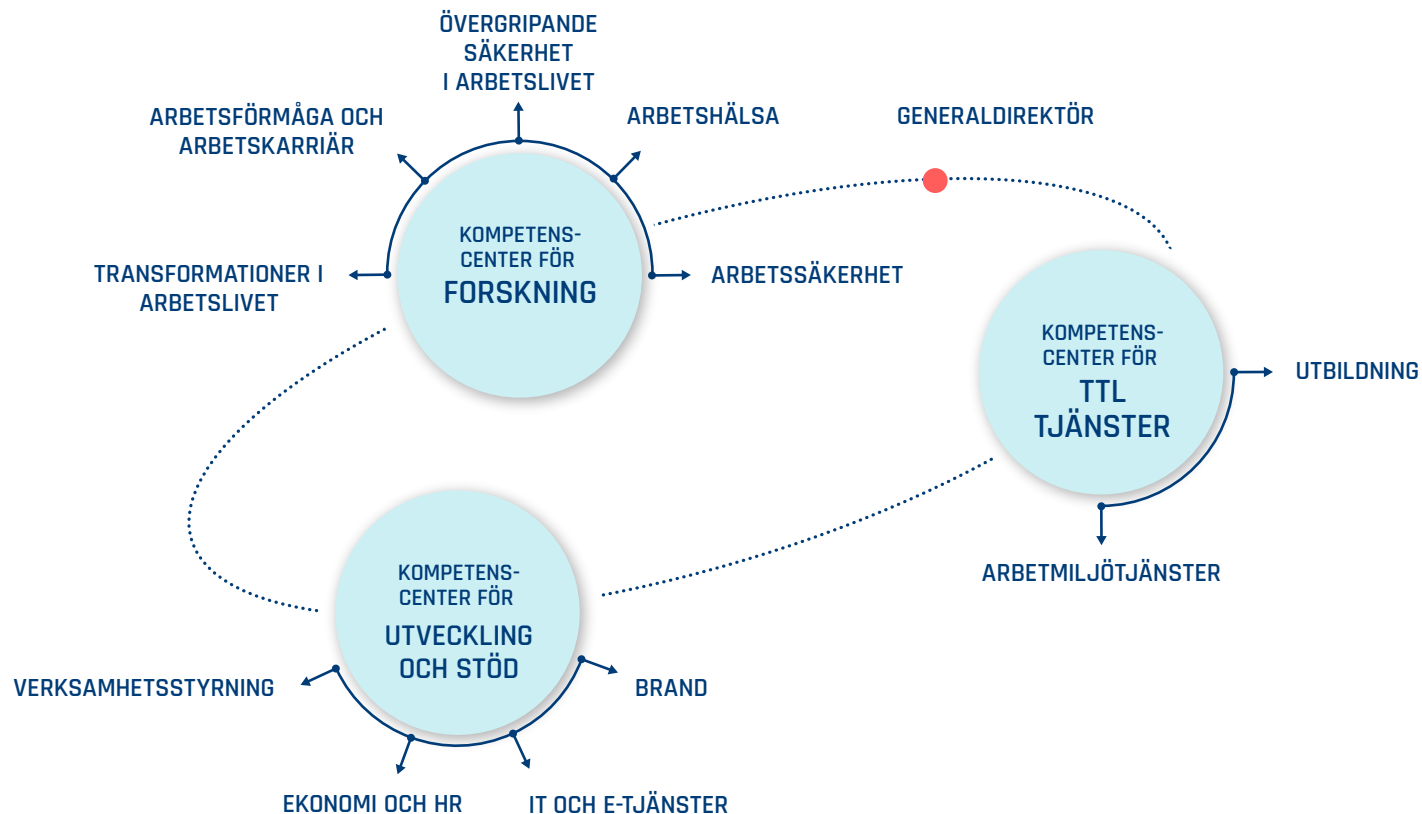 ÖVERGRIPANDE
SÄKERHET
I ARBETSLIVET
ARBETSFÖRMÅGA OCH
ARBETSKARRIÄR
ARBETSHÄLSA
GENERALDIREKTÖR
TRANSFORMATIONER I
ARBETSLIVET
KOMPETENS-
CENTER FÖR
FORSKNING
ARBETSSÄKERHET
KOMPETENS-
CENTER FÖR
TTL
TJÄNSTER
UTBILDNING
ARBETMILJÖTJÄNSTER
KOMPETENS-
CENTER FÖR
UTVECKLING
OCH STÖD
VERKSAMHETSSTYRNING
BRAND
EKONOMI OCH HR
IT OCH E-TJÄNSTER